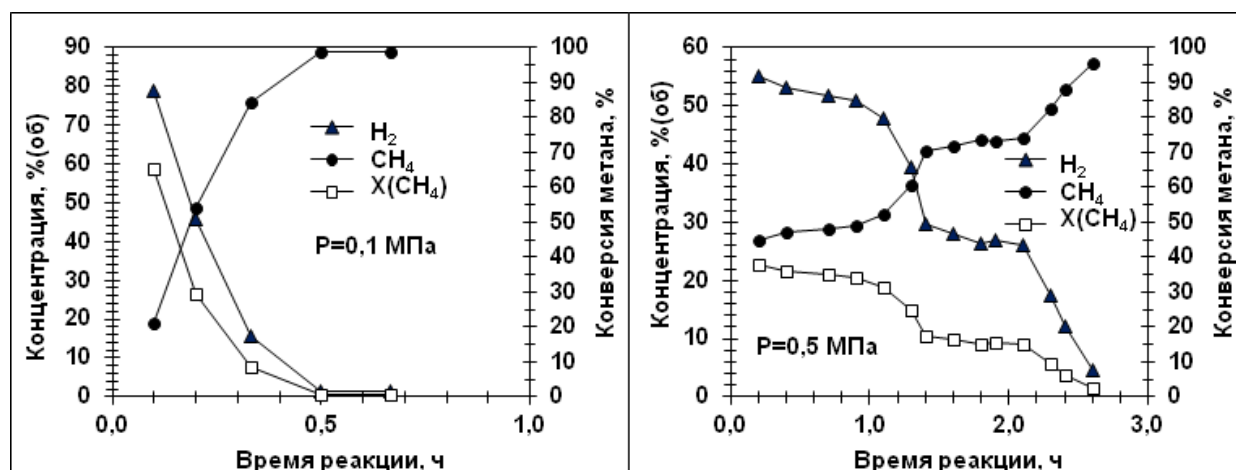 Концентрация, %(об)
90
80
70
60
50
40
30
20
10
0
H₂
CH₄
X(CH₄)
P=0,1 МПа
100
90
80
70
60
50
40
30
20
10
0
Конверсия метана, %
0,0 0,5 1,0
Время реакции, ч
Концентрация, %(об)
60
50
40
30
20
10
0
H₂
CH₄
X(CH₄)
P=0,5 МПа
100
90
80
70
60
50
40
30
20
10
0
Конверсия метана, %
0,0 1,0 2,0 3,0
Время реакции, ч